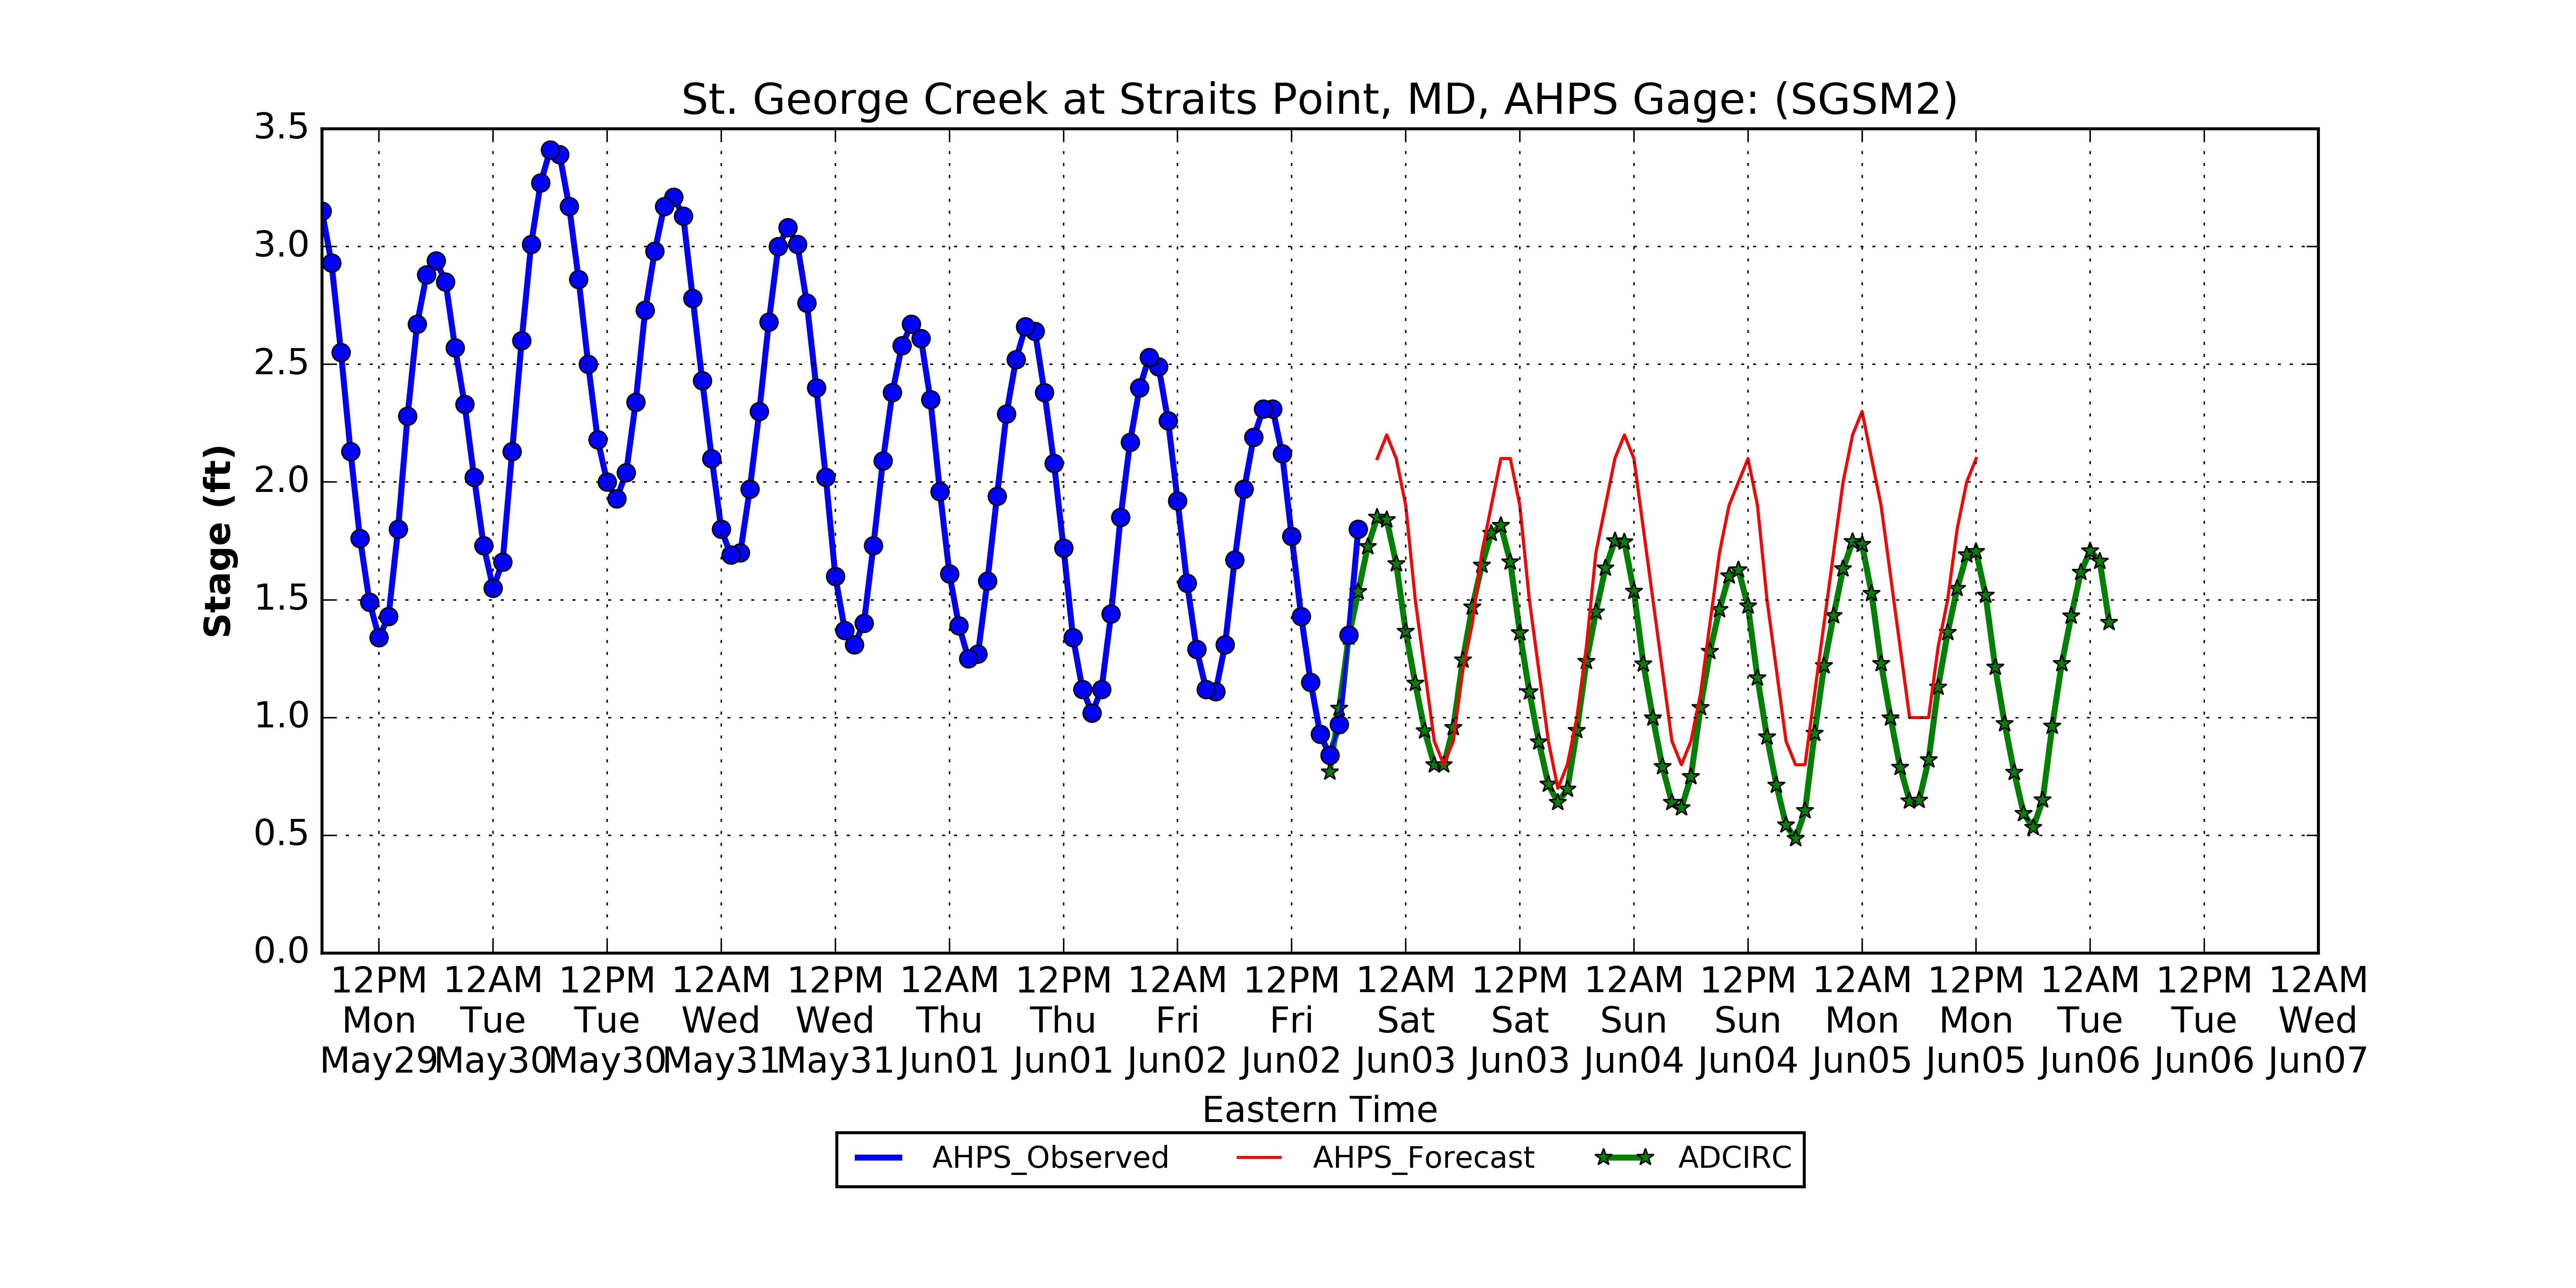 St. George Creek at Straits Point, MD, AHPS Gage: (SGSM2)
3.5
3.0
2.5
2.0
1.5
1.0
0.5
0.0
Stage (ft)
12PM 12AM 12PM 12AM 12PM 12AM 12PM 12AM 12PM 12AM 12PM 12AM 12PM 12AM 12PM 12AM 12PM 12AM
Mon Tue Tue Wed Wed Thu Thu Fri Fri Sat Sat Sun Sun Mon Mon Tue Tue Wed
May29 May30 May30 May31 May31 Jun01 Jun01 Jun02 Jun02 Jun03 Jun03 Jun04 Jun04 Jun05 Jun05 Jun06 Jun06 Jun07
Eastern Time
AHPS_Observed AHPS_Forecast ADCIRC